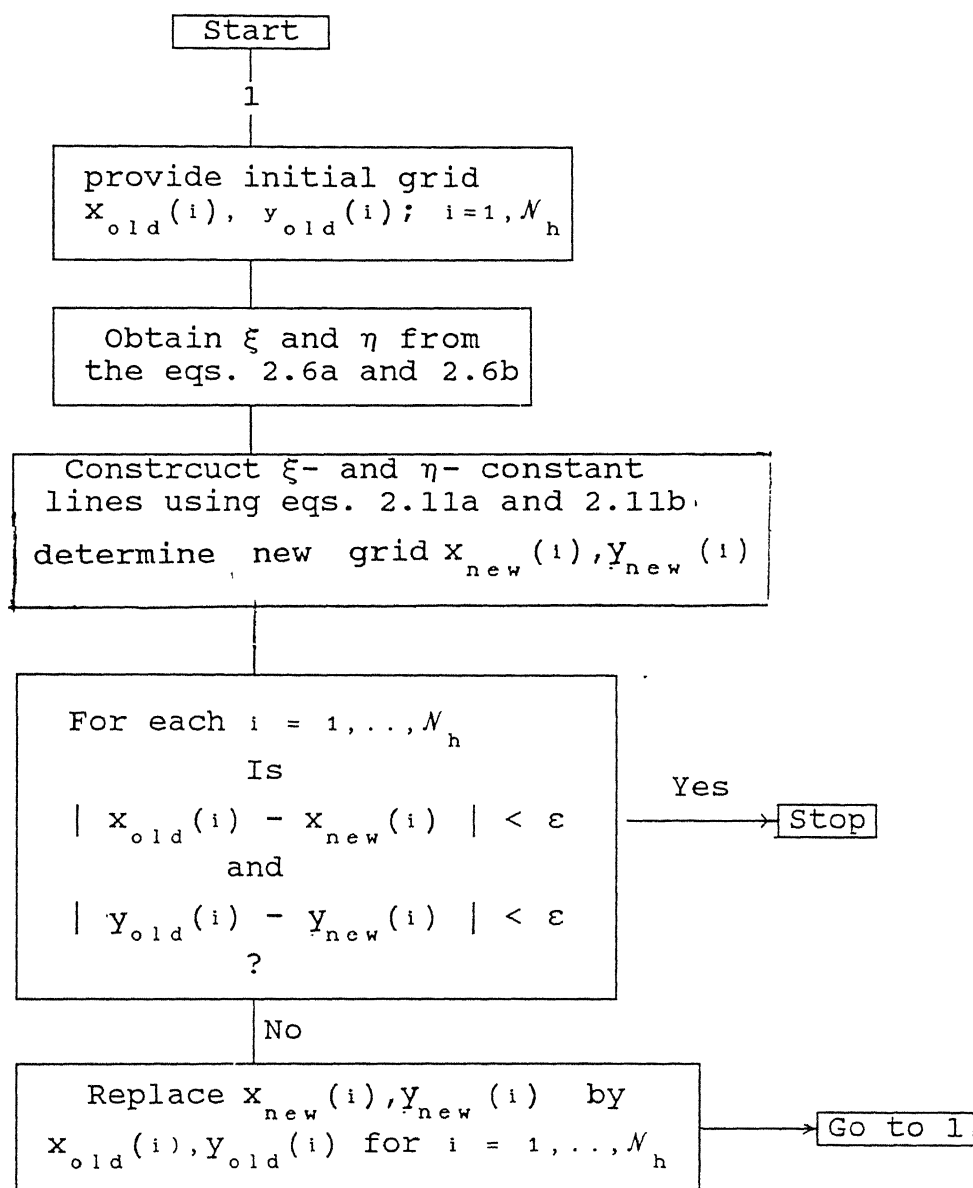 Start
1
provide initial grid
x_old(i), y_old(i); i=1,𝒩_h
Obtain ξ and η from
the eqs. 2.6a and 2.6b
Constrcuct ξ- and η- constant
lines using eqs. 2.11a and 2.11b
determine new grid x_new(i),y_new(i)
For each i = 1,..,𝒩_h
Is
| x_old(i) - x_new(i) | < ε
and
| y_old(i) - y_new(i) | < ε
?
Yes
Stop
No
Replace x_new(i),y_new(i) by
x_old(i),y_old(i) for i = 1,..,𝒩_h
Go to 1